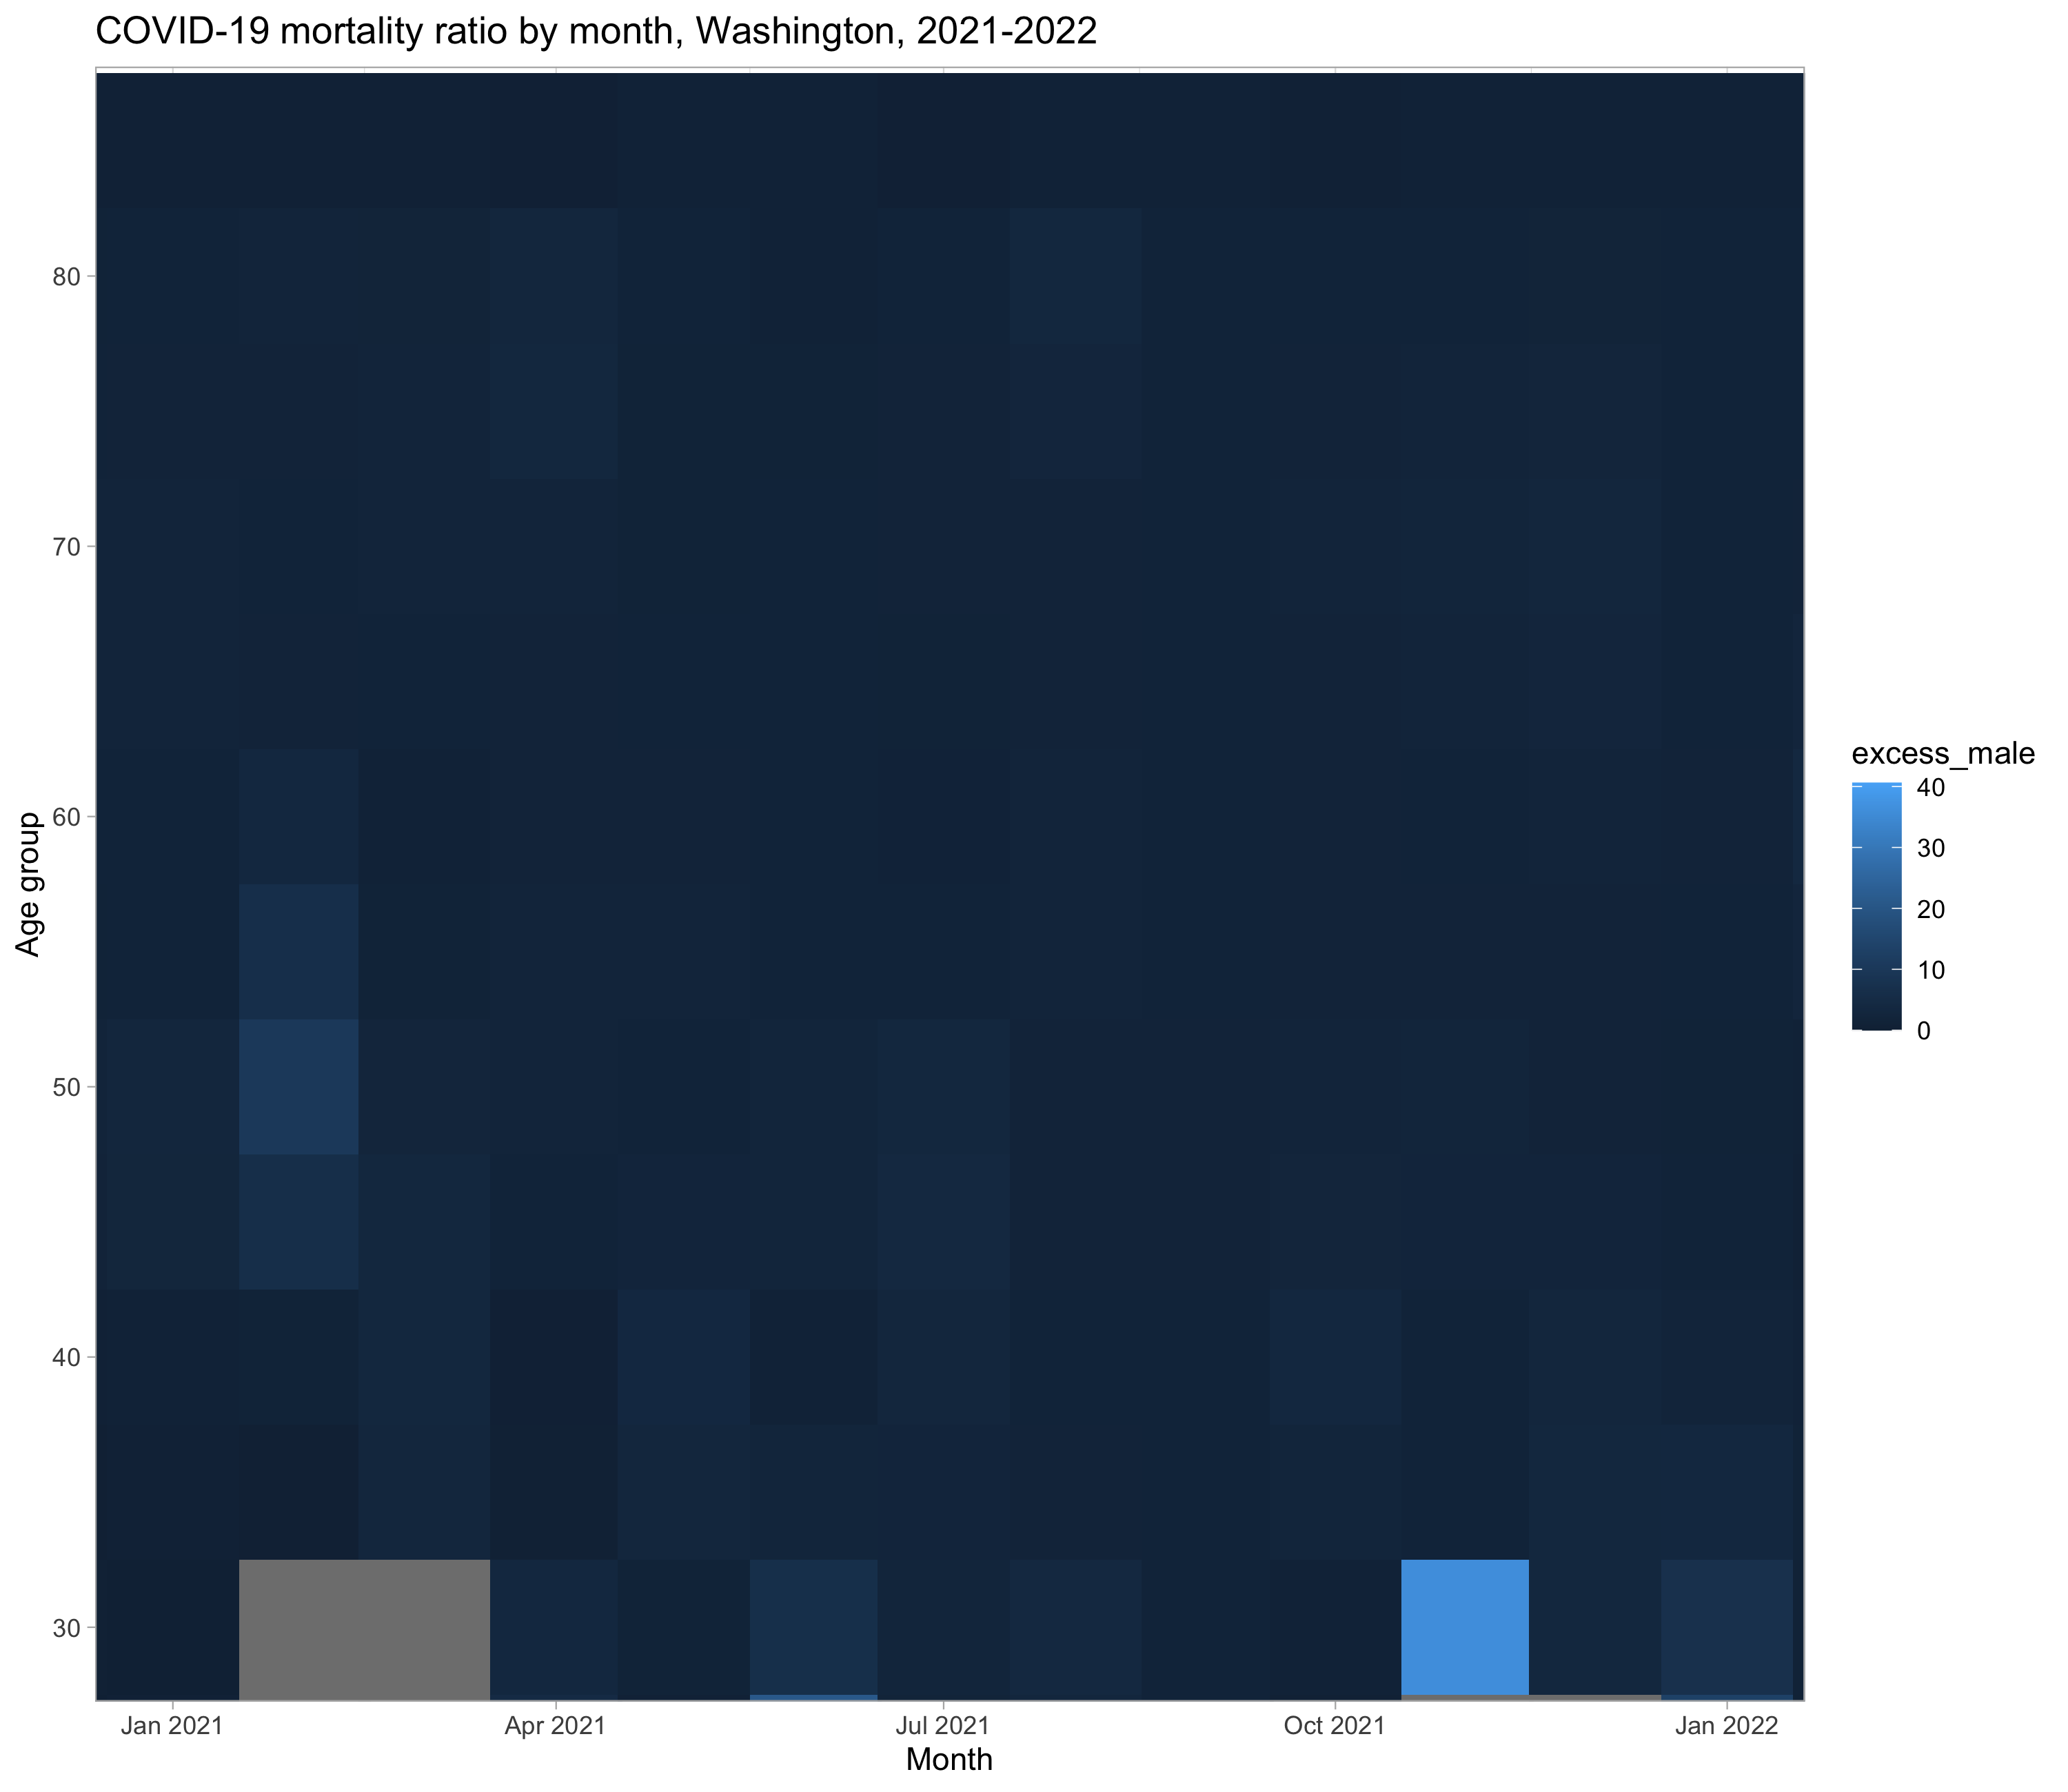 COVID-19 mortality ratio by month, Washington, 2021-2022
80
70
60
50
40
30
Age group
Jan 2021
Apr 2021
Jul 2021
Oct 2021
Jan 2022
Month
excess_male
40
30
20
10
0